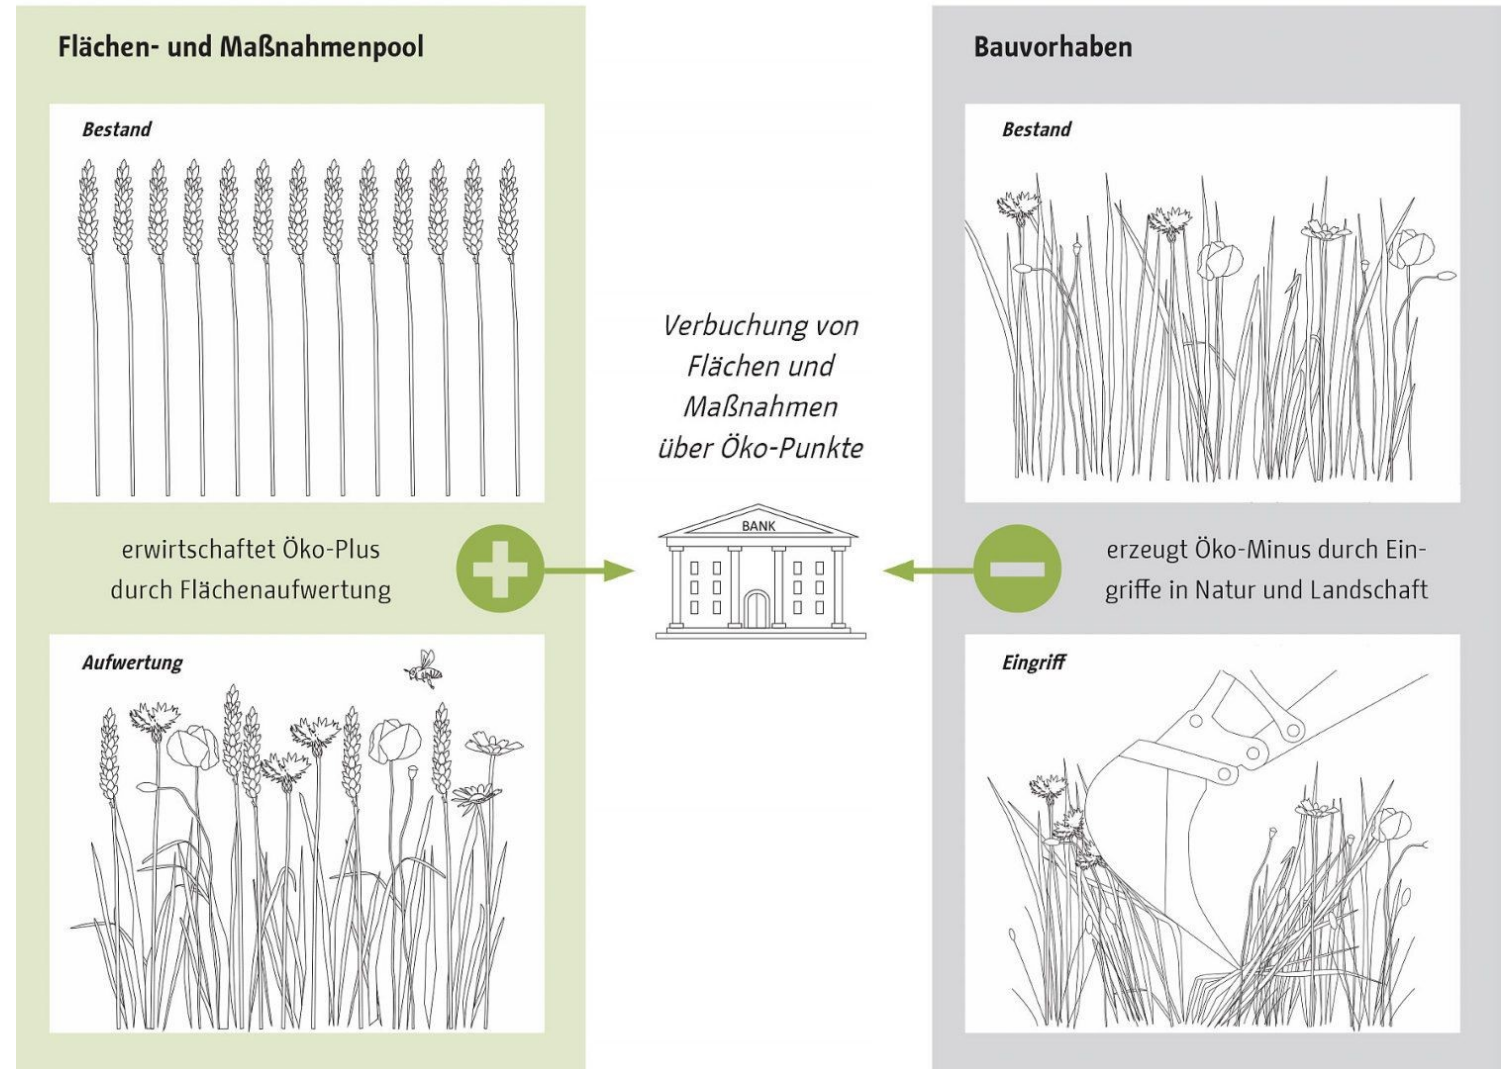 Flächen- und Maßnahmenpool
Bestand
erwirtschaftet Öko-Plus
durch Flächenaufwertung
Aufwertung
Verbuchung von
Flächen und
Maßnahmen
über Öko-Punkte
BANK
Bauvorhaben
Bestand
erzeugt Öko-Minus durch Ein-
griffe in Natur und Landschaft
Eingriff